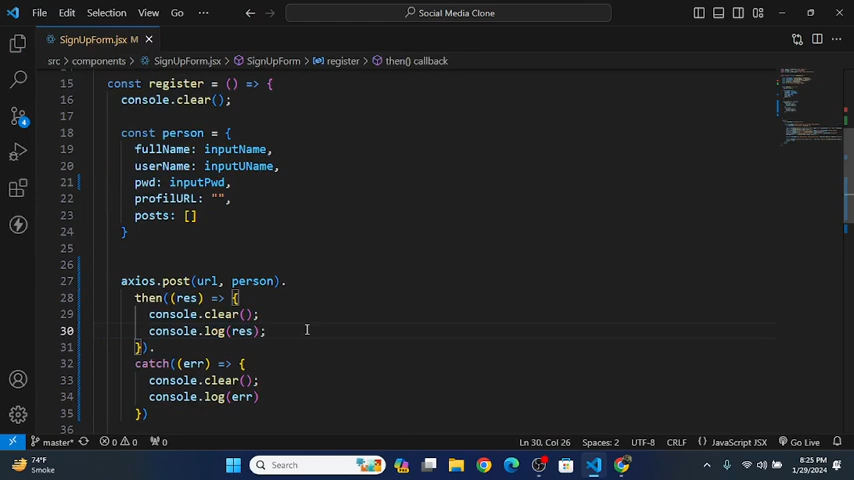 File Edit Selection View Go ··· Social Media Clone
SignUpForm.jsx M
src > components > SignUpForm.jsx > SignUpForm > register > then() callback
15 const register = () => {
16 console.clear();
17
18 const person = {
19 fullName: inputName,
20 userName: inputUName,
21 pwd: inputPwd,
22 profilURL: "",
23 posts: []
24 }
25
26
27 axios.post(url, person).
28 then((res) => {
29 console.clear();
30 console.log(res);
31 }).
32 catch((err) => {
33 console.clear();
34 console.log(err)
35 })
36
4
master* 0 0 0 Ln 30, Col 26 Spaces: 2 UTF-8 CRLF JavaScript JSX Go Live
74°F
Smoke
Search
8:25 PM
1/29/2024